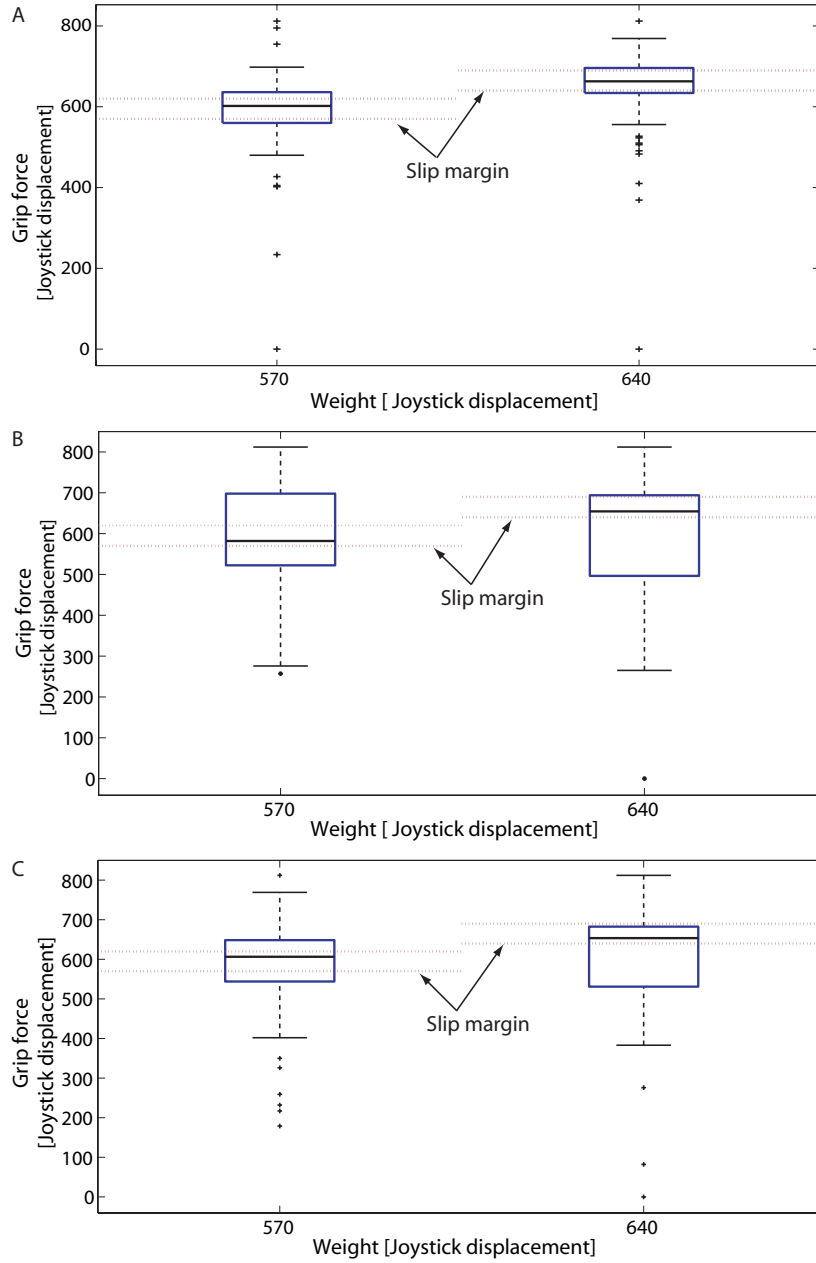 A
800
600
400
200
0
Grip force
[Joystick displacement]
Slip margin
570
640
Weight [ Joystick displacement]
B
800
700
600
500
400
300
200
100
0
Grip force
[Joystick displacement]
Slip margin
570
640
Weight [ Joystick displacement]
C
800
700
600
500
400
300
200
100
0
Grip force
[Joystick displacement]
Slip margin
570
640
Weight [Joystick displacement]